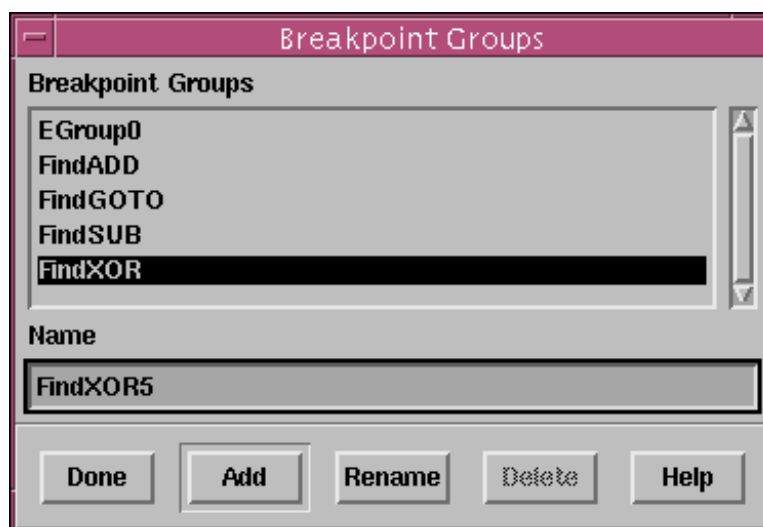 Breakpoint Groups
Breakpoint Groups
EGroup0
FindADD
FindGOTO
FindSUB
FindXOR
Name
FindXOR5
Done Add Rename Delete Help